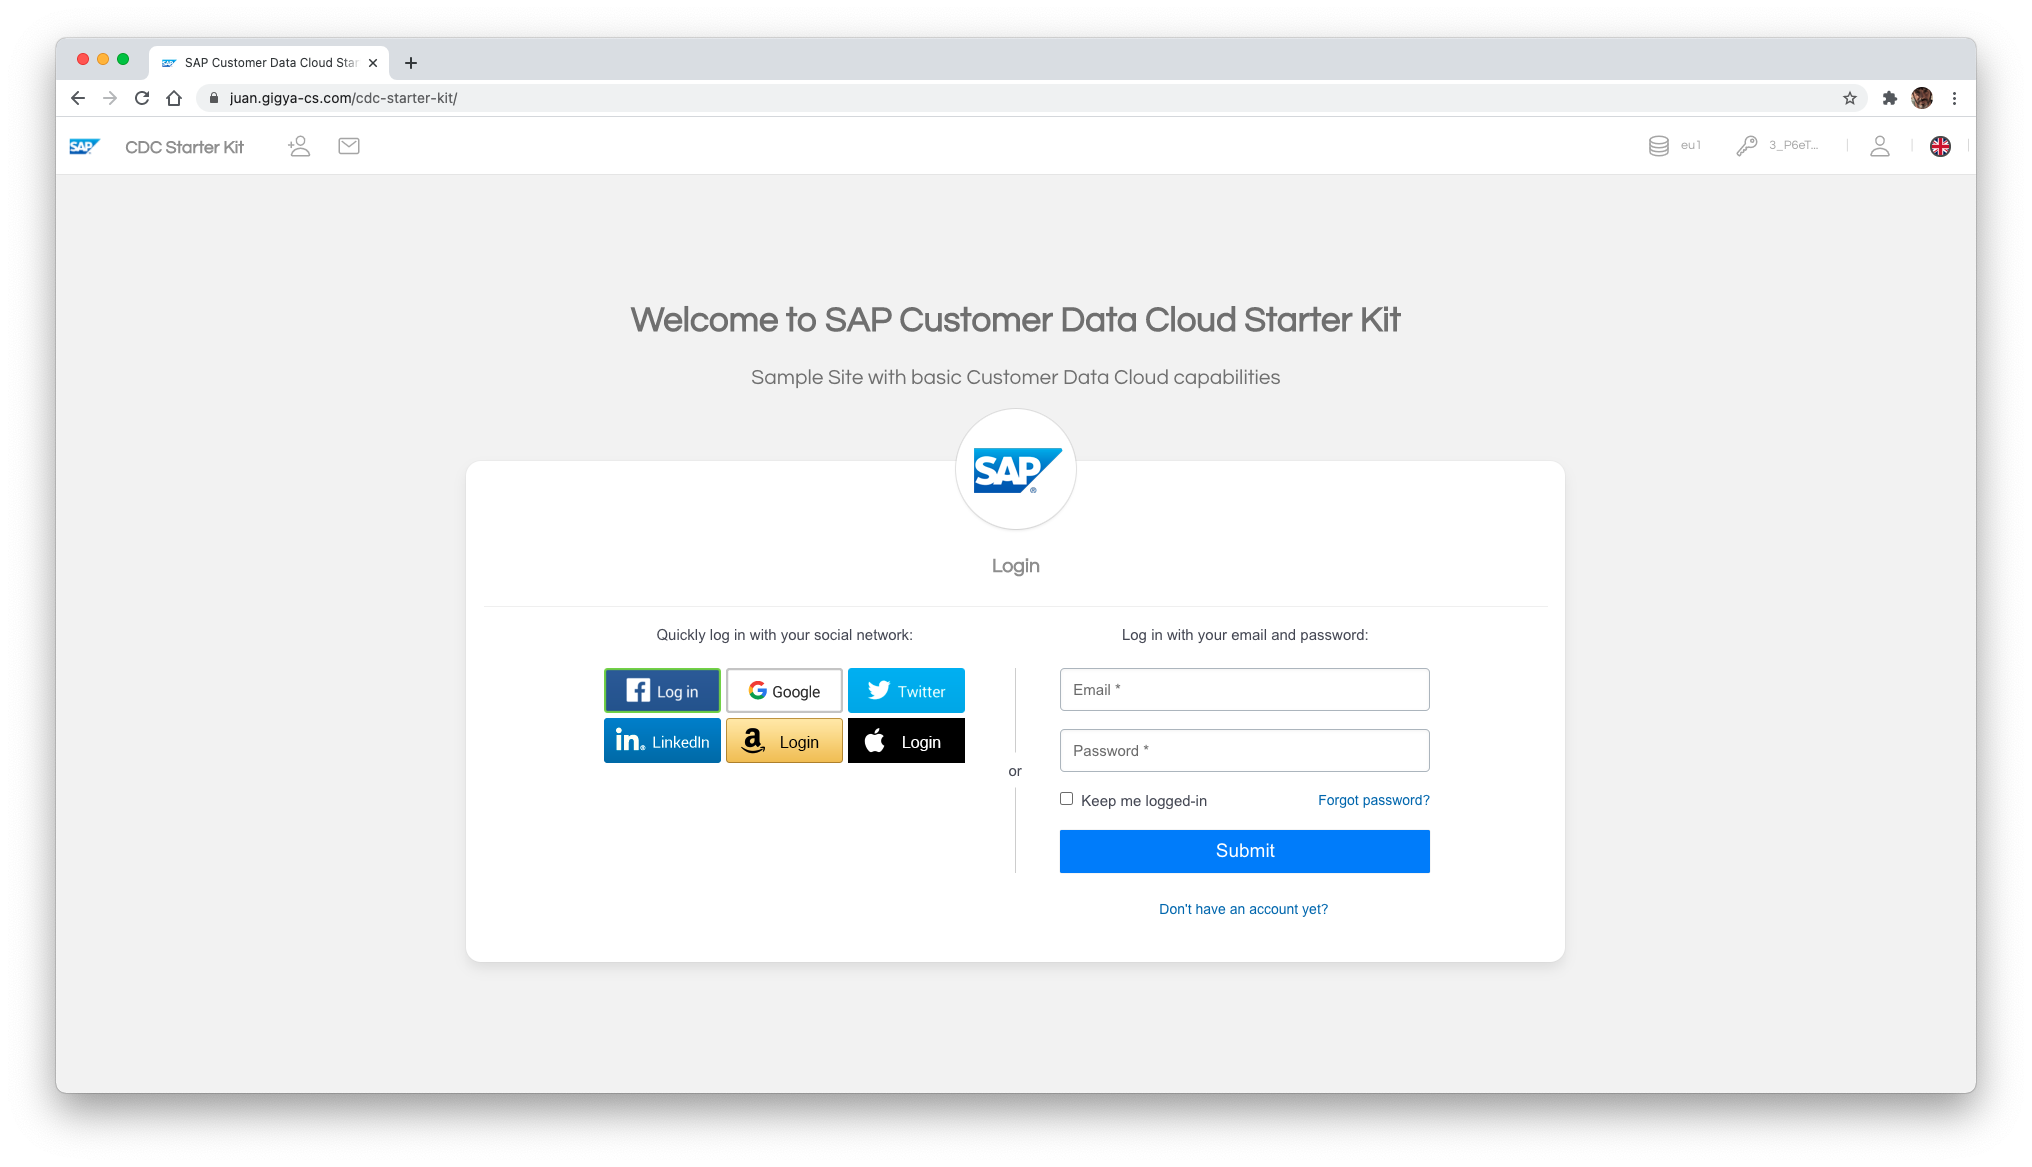 SAP Customer Data Cloud Star
juan.gigya-cs.com/cdc-starter-kit/
SAP CDC Starter Kit eu1 3_P6eT...
Welcome to SAP Customer Data Cloud Starter Kit
Sample Site with basic Customer Data Cloud capabilities
SAP
Login
Quickly log in with your social network:
Log in Google Twitter
LinkedIn Login Login
or
Log in with your email and password:
Email *
Password *
Keep me logged-in Forgot password?
Submit
Don't have an account yet?